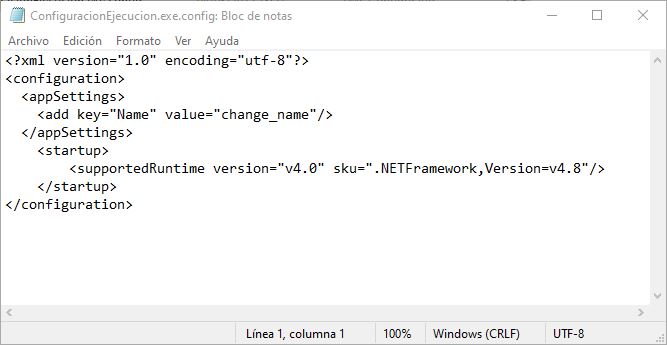 ConfiguracionEjecucion.exe.config: Bloc de notas
Archivo Edición Formato Ver Ayuda
<?xml version="1.0" encoding="utf-8"?>
<configuration>
  <appSettings>
    <add key="Name" value="change_name"/>
  </appSettings>
    <startup>
        <supportedRuntime version="v4.0" sku=".NETFramework,Version=v4.8"/>
    </startup>
</configuration>
Línea 1, columna 1 100% Windows (CRLF) UTF-8